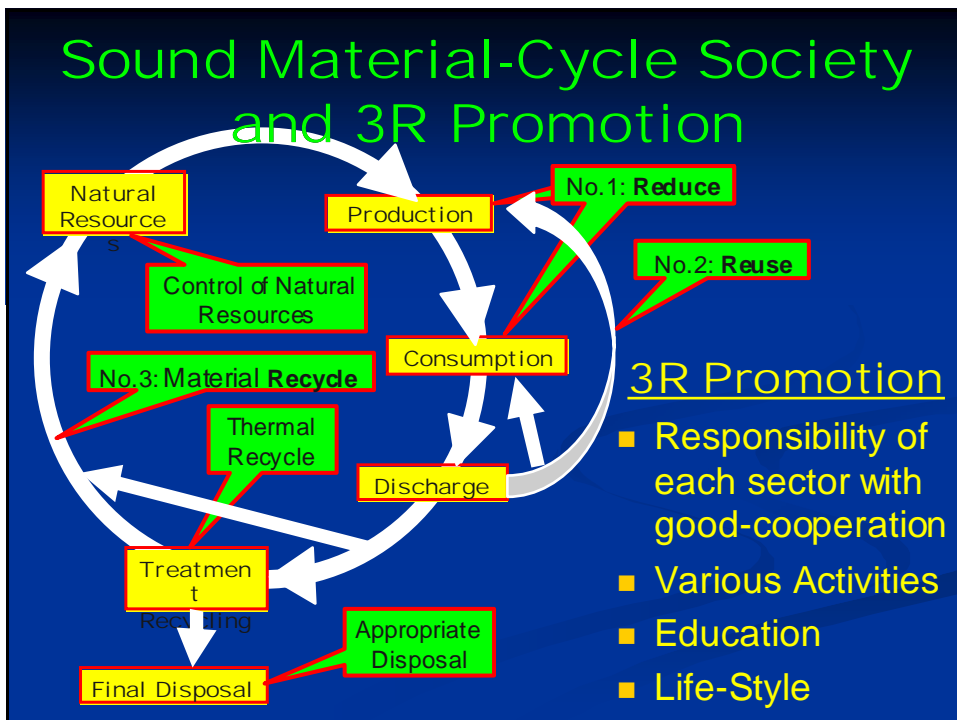 Sound Material-Cycle Society
and 3R Promotion
Natural
Resource
s
Production
No.1: Reduce
No.2: Reuse
Control of Natural
Resources
Consumption
No.3: Material Recycle
Thermal
Recycle
Discharge
Treatmen
t
Recycling
Appropriate
Disposal
Final Disposal
3R Promotion
Responsibility of
each sector with
good-cooperation
Various Activities
Education
Life-Style